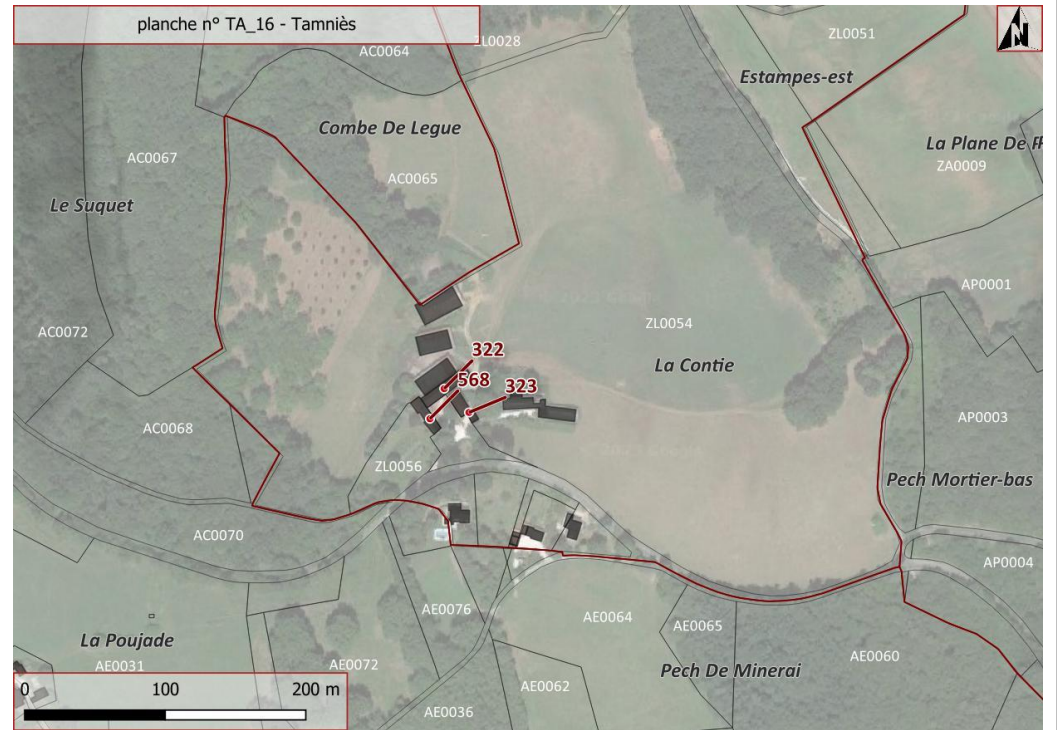 planche n° TA_16 - Tamniès
N
ZL0028
ZL0051
AC0064
Estampes-est
Combe De Legue
La Plane De
AC0067
ZA0009
AC0065
Le Suquet
AP0001
ZL0054
AC0072
322
La Contie
568
323
AP0003
AC0068
ZL0056
Pech Mortier-bas
AC0070
AP0004
AE0076
AE0064
AE0065
La Poujade
AE0031
AE0072
AE0060
Pech De Minerai
AE0062
0 100 200 m
AE0036